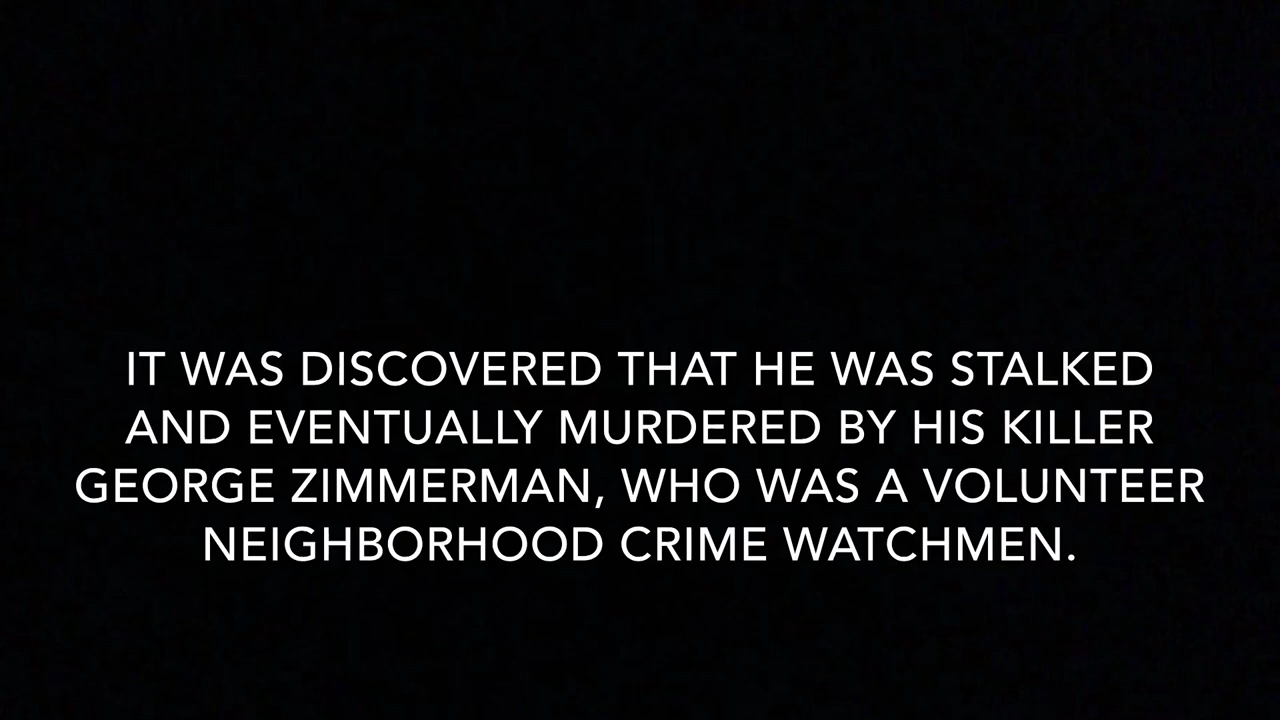 IT WAS DISCOVERED THAT HE WAS STALKED
AND EVENTUALLY MURDERED BY HIS KILLER
GEORGE ZIMMERMAN, WHO WAS A VOLUNTEER
NEIGHBORHOOD CRIME WATCHMEN.